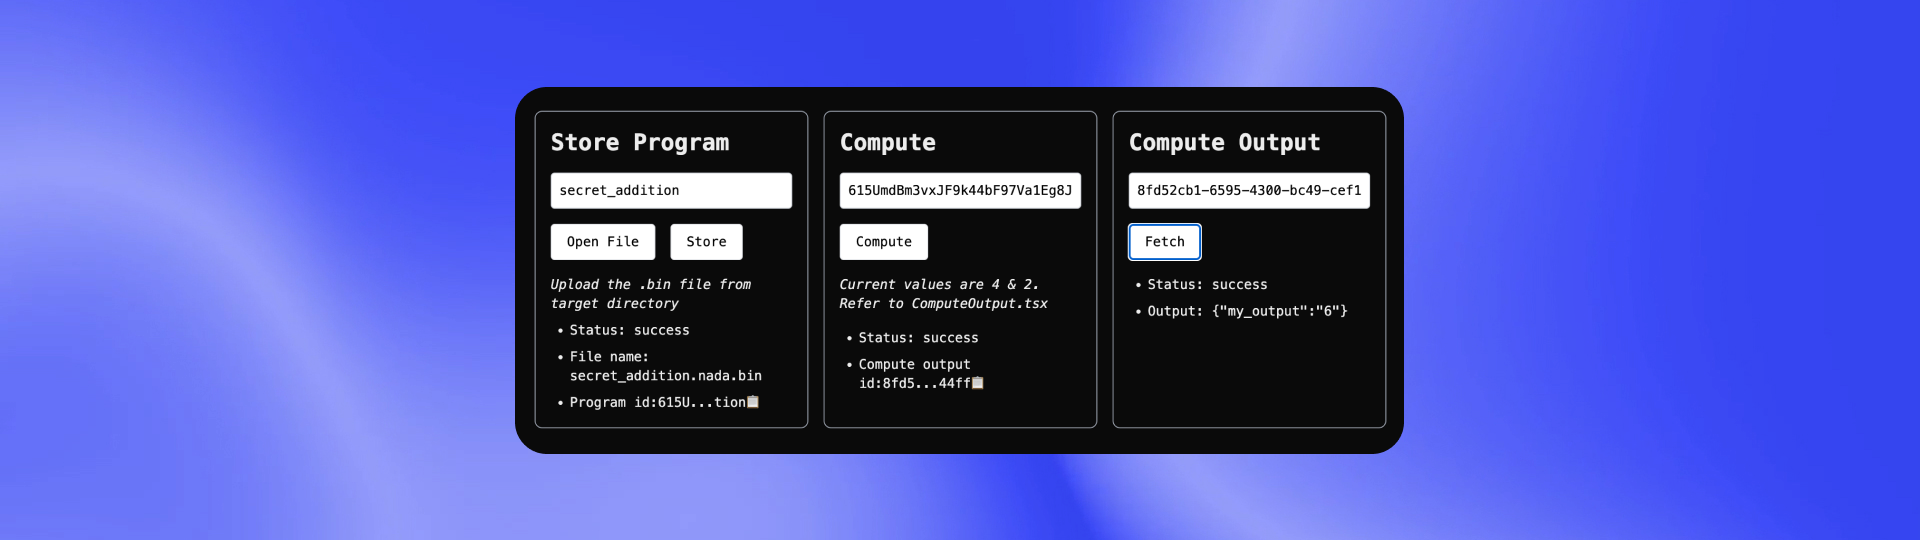 Store Program
secret_addition
Open File
Store
Upload the .bin file from
target directory
• Status: success
• File name:
secret_addition.nada.bin
• Program id:615U...tion📋
Compute
615UmdBm3vxJF9k44bF97Va1Eg8J
Compute
Current values are 4 & 2.
Refer to ComputeOutput.tsx
• Status: success
• Compute output
id:8fd5...44ff📋
Compute Output
8fd52cb1-6595-4300-bc49-cef1
Fetch
• Status: success
• Output: {"my_output":"6"}